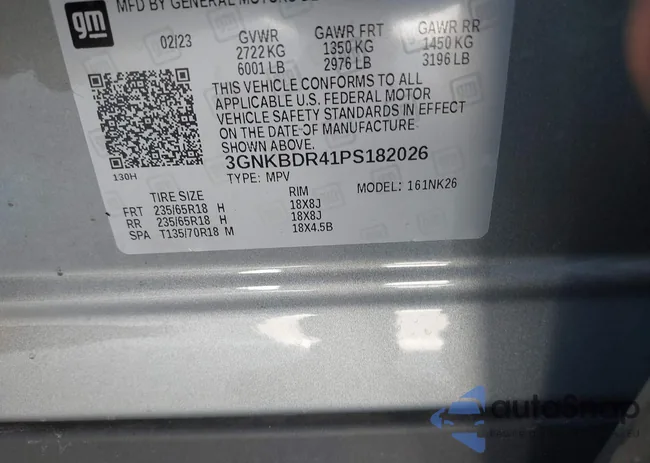 MFD BY GENERAL MOTORS DE
gm
02/23 GVWR GAWR FRT GAWR RR
2722 KG 1350 KG 1450 KG
6001 LB 2976 LB 3196 LB
THIS VEHICLE CONFORMS TO ALL
APPLICABLE U.S. FEDERAL MOTOR
VEHICLE SAFETY STANDARDS IN EFFECT
ON THE DATE OF MANUFACTURE
SHOWN ABOVE.
130H
3GNKBDR41PS182026
TYPE: MPV MODEL: 161NK26
TIRE SIZE RIM
FRT 235/65R18 H 18X8J
RR 235/65R18 H 18X8J
SPA T135/70R18 M 18X4.5B
autoSnap